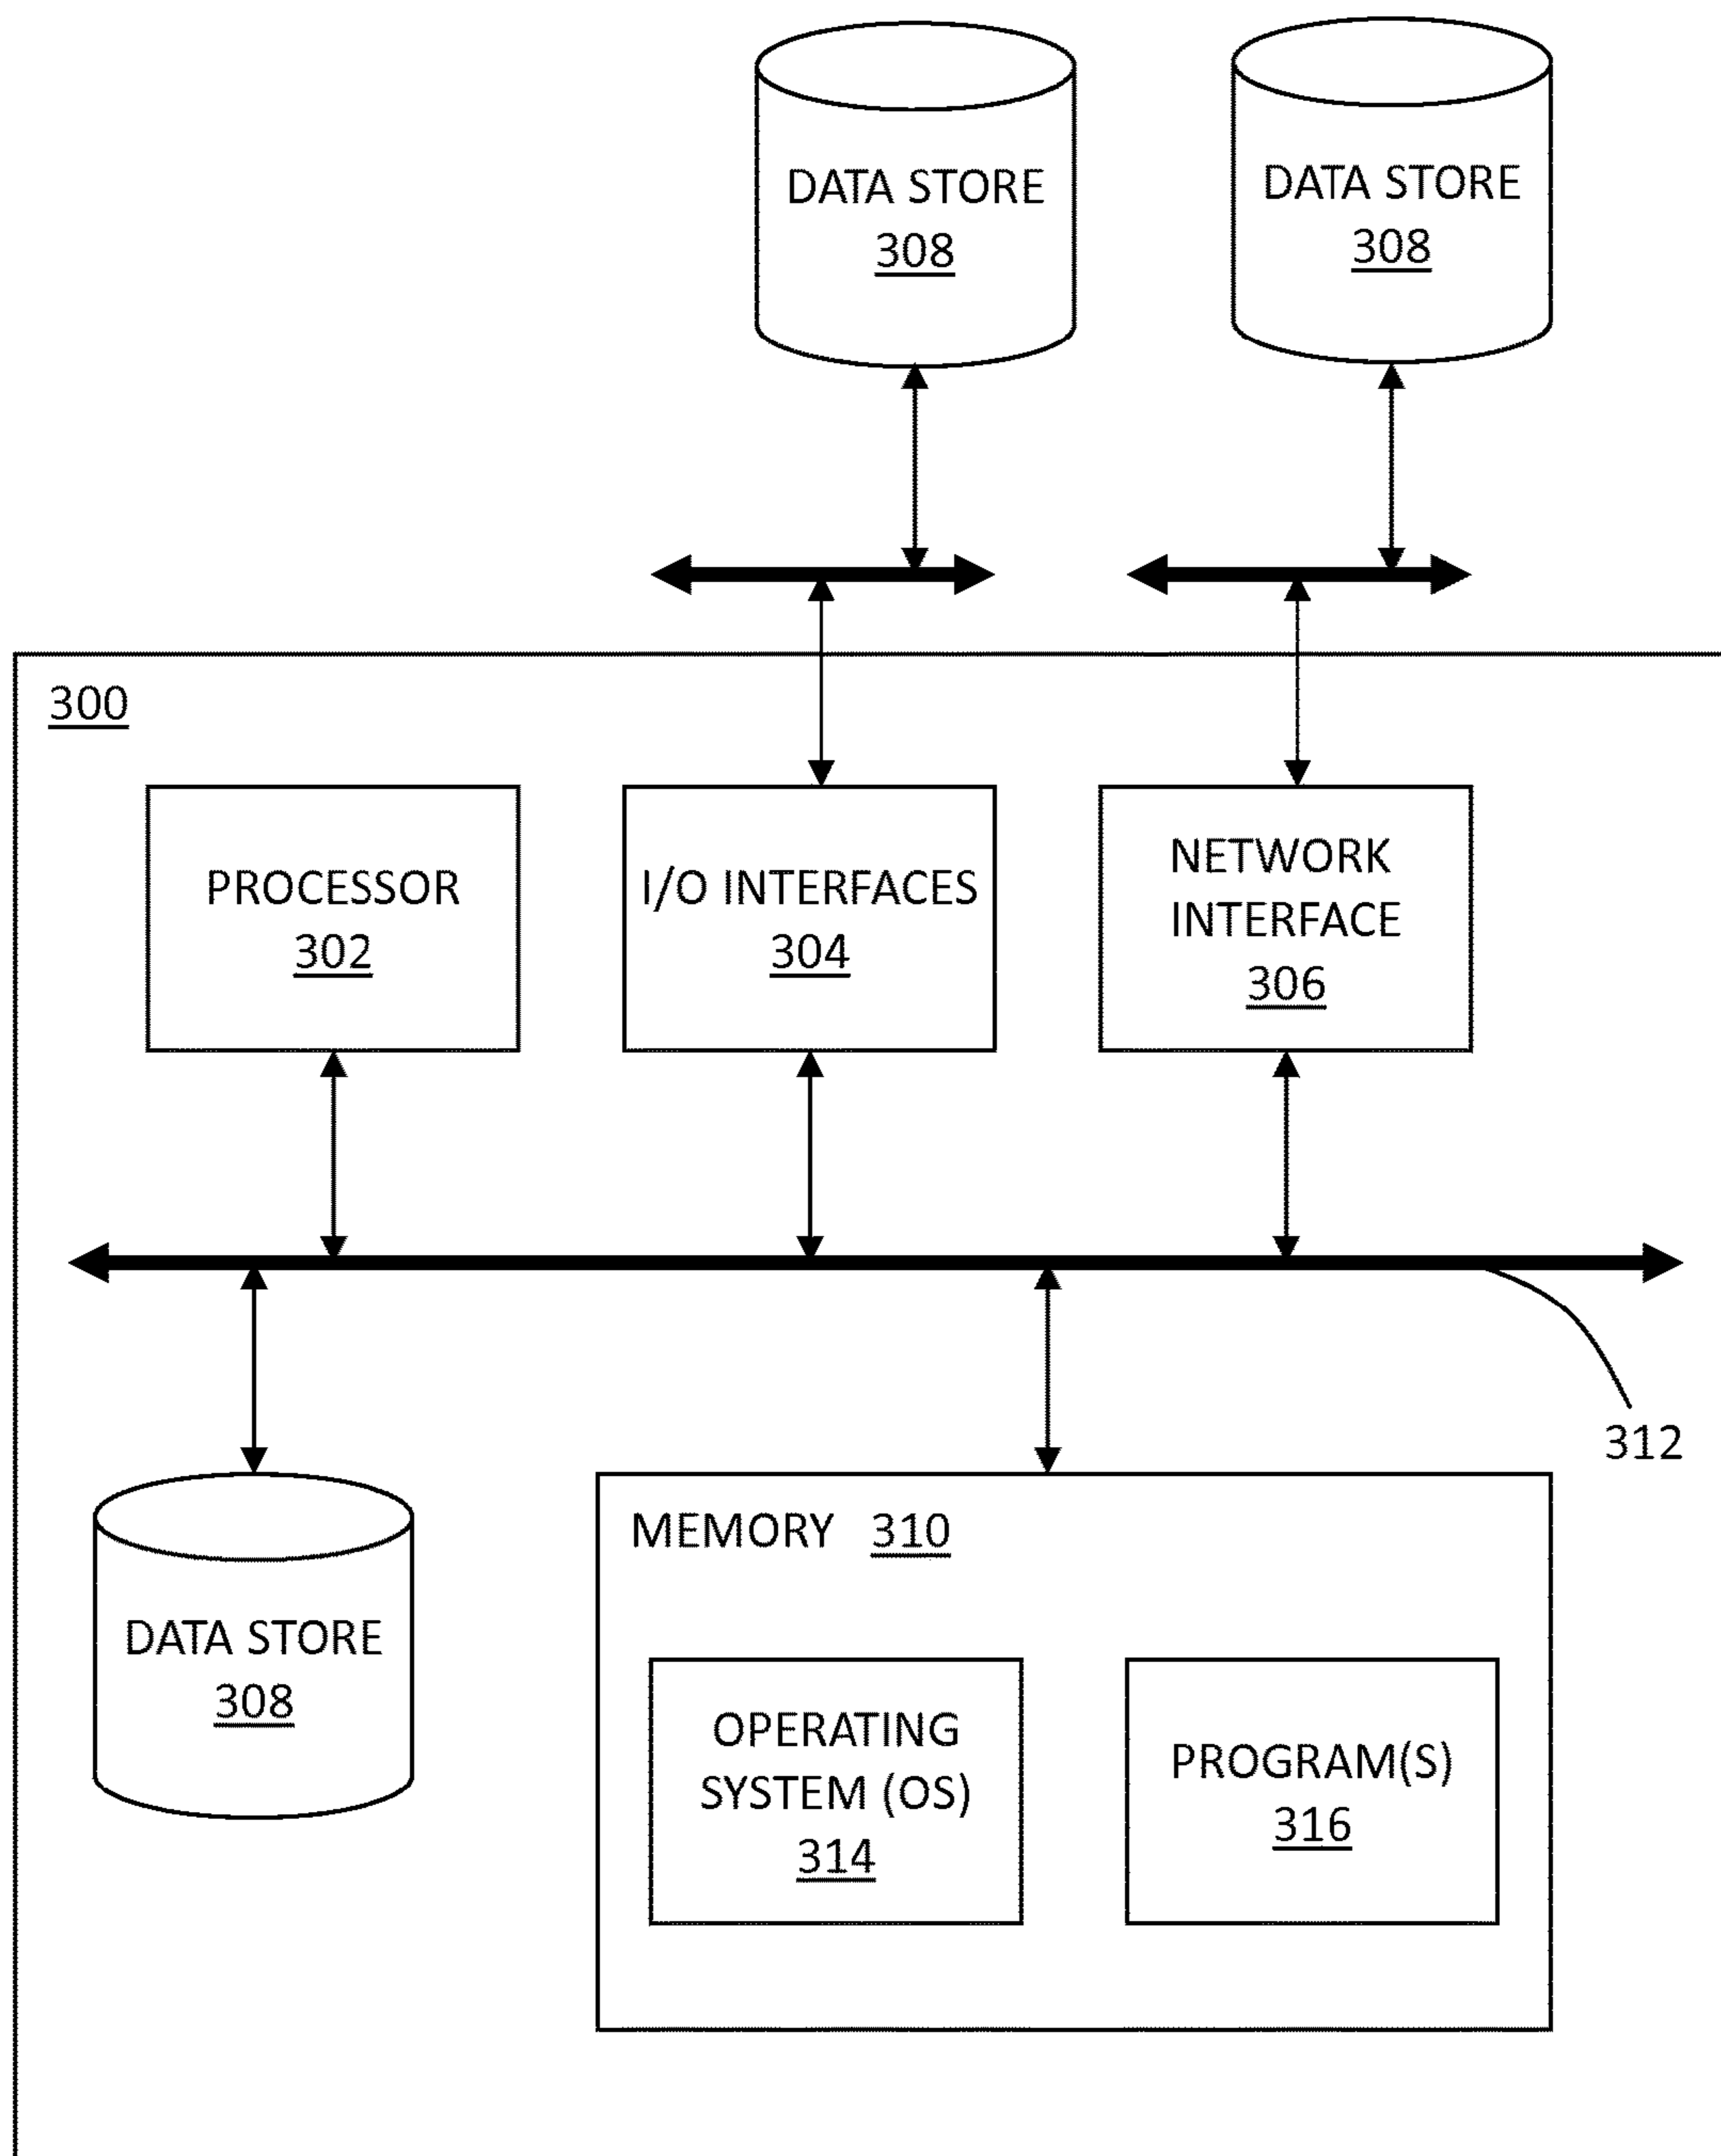 DATA STORE
308
DATA STORE
308
300
PROCESSOR
302
I/O INTERFACES
304
NETWORK
INTERFACE
306
312
DATA STORE
308
MEMORY 310
OPERATING
SYSTEM (OS)
314
PROGRAM(S)
316